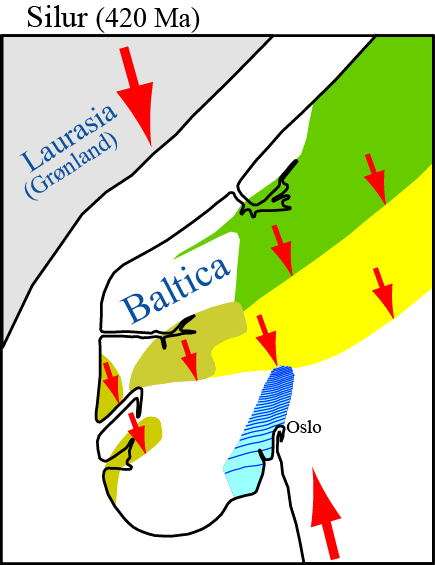 Silur (420 Ma)
Laurasia
(Grønland)
Baltica
Oslo